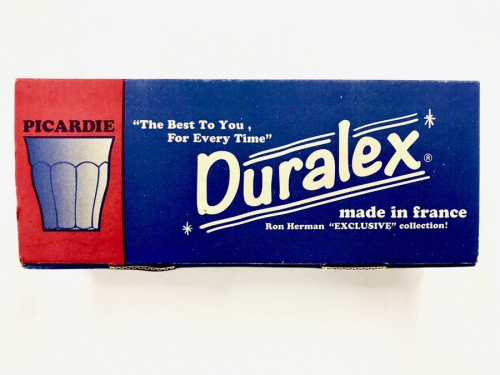 PICARDIE
"The Best To You ,
For Every Time"
Duralex®
made in france
Ron Herman "EXCLUSIVE" collection!